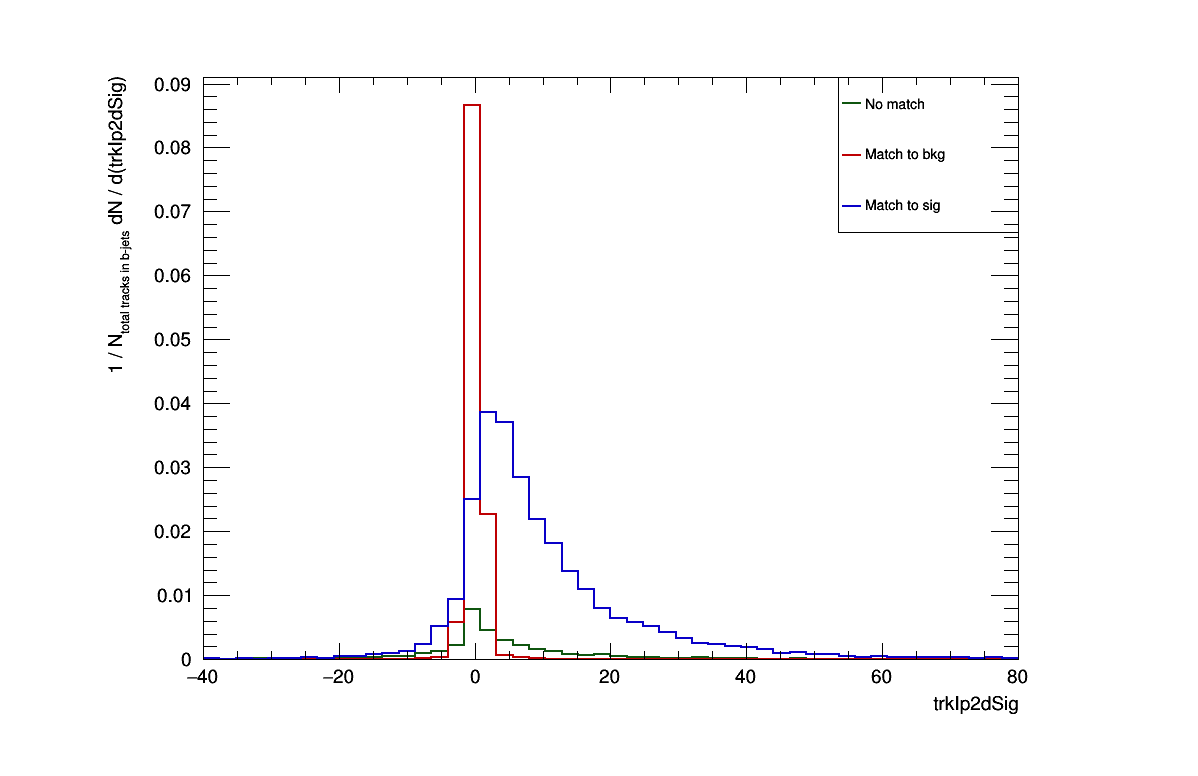 1 / N_total tracks in b-jets dN / d(trkIp2dSig)
0.09
0.08
0.07
0.06
0.05
0.04
0.03
0.02
0.01
0
No match
Match to bkg
Match to sig
−40 −20 0 20 40 60 80
trkIp2dSig